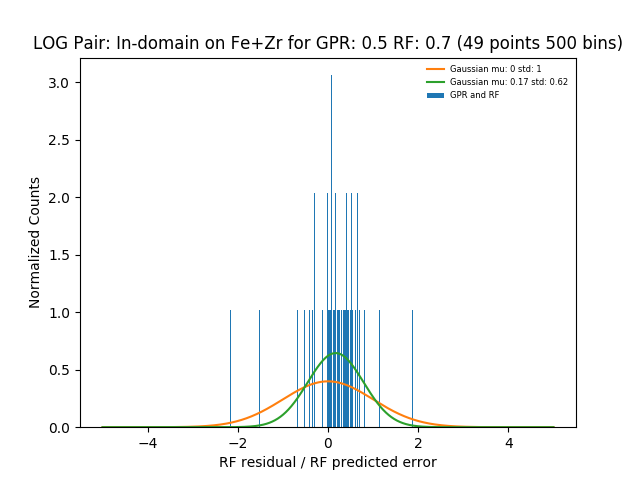 LOG Pair: In-domain on Fe+Zr for GPR: 0.5 RF: 0.7 (49 points 500 bins)
Gaussian mu: 0 std: 1
Gaussian mu: 0.17 std: 0.62
GPR and RF
Normalized Counts
3.0
2.5
2.0
1.5
1.0
0.5
0.0
−4 −2 0 2 4
RF residual / RF predicted error